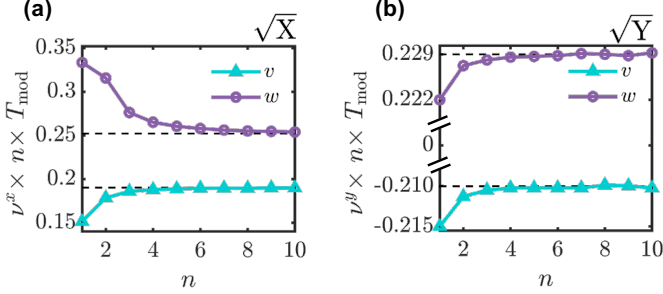 (a)
√X
ν^x × n × T_mod
0.35
0.3
0.25
0.2
0.15
v
w
2 4 6 8 10
n
(b)
√Y
ν^y × n × T_mod
0.229
0.222
0
-0.210
-0.215
v
w
2 4 6 8 10
n